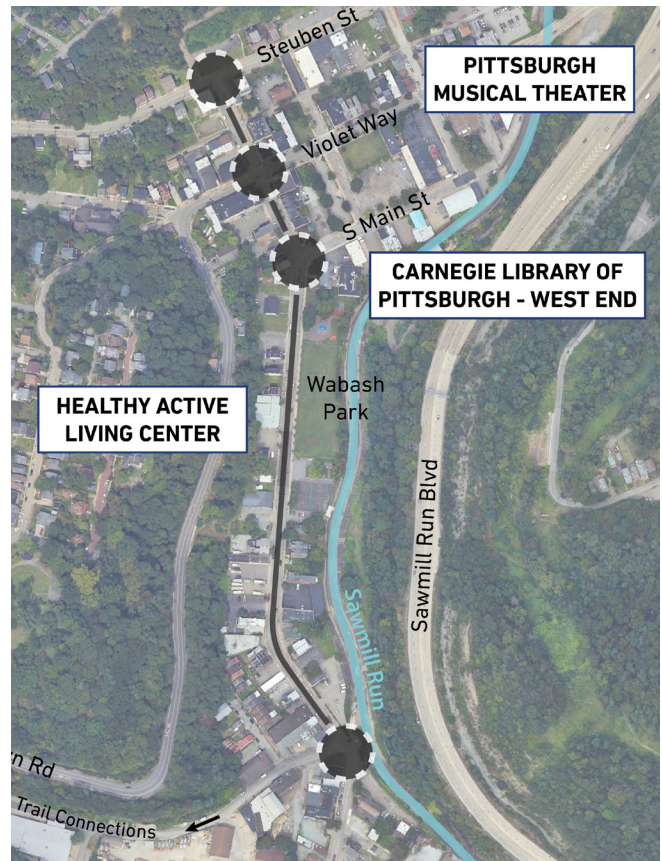 Steuben St
PITTSBURGH
MUSICAL THEATER
Violet Way
S Main St
CARNEGIE LIBRARY OF
PITTSBURGH - WEST END
Wabash
Park
HEALTHY ACTIVE
LIVING CENTER
Sawmill Run Blvd
Sawmill Run
n Rd
Trail Connections